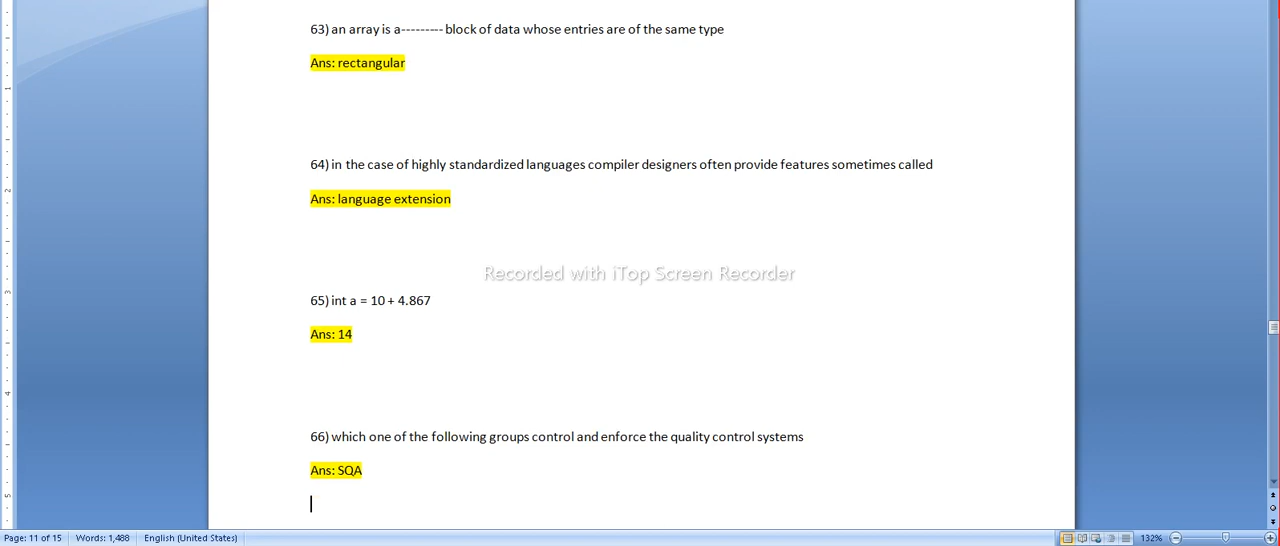 63) an array is a--------- block of data whose entries are of the same type
Ans: rectangular
64) in the case of highly standardized languages compiler designers often provide features sometimes called
Ans: language extension
Recorded with iTop Screen Recorder
65) int a = 10 + 4.867
Ans: 14
66) which one of the following groups control and enforce the quality control systems
Ans: SQA
Page: 11 of 15 Words: 1,488 English (United States) 132%